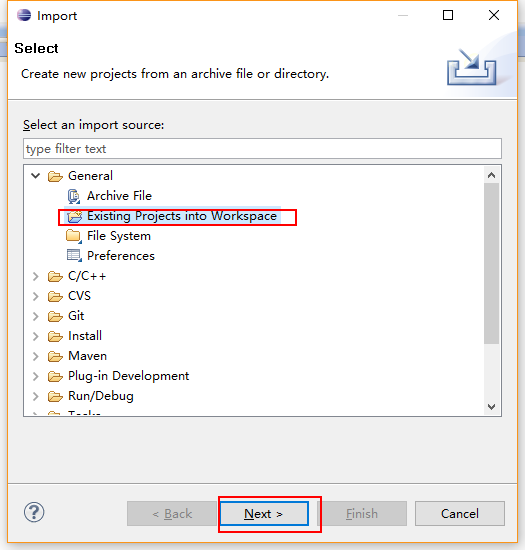 Import
Select
Create new projects from an archive file or directory.
Select an import source:
type filter text
General
Archive File
Existing Projects into Workspace
File System
Preferences
C/C++
CVS
Git
Install
Maven
Plug-in Development
Run/Debug
Tasks
?
< Back
Next >
Finish
Cancel